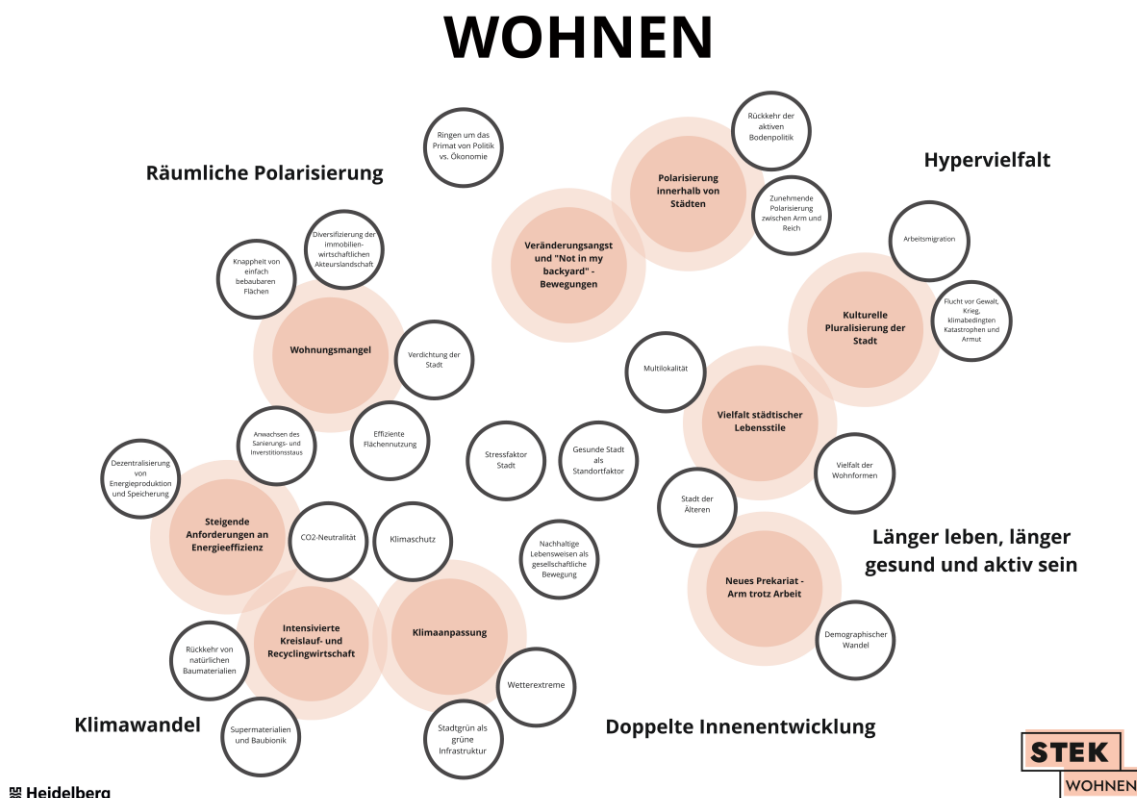 WOHNEN
Räumliche Polarisierung
Ringen um das
Primat von Politik
vs. Ökonomie
Polarisierung
innerhalb von
Städten
Rückkehr der
aktiven
Bodenpolitik
Zunehmende
Polarisierung
zwischen Arm und
Reich
Hypervielfalt
Veränderungsangst
und "Not in my
backyard" -
Bewegungen
Arbeitsmigration
Flucht vor Gewalt,
Krieg,
klimabedingten
Katastrophen und
Armut
Kulturelle
Pluralisierung der
Stadt
Diversifizierung der
immobilien-
wirtschaftlichen
Akteurslandschaft
Knappheit von
einfach
bebaubaren
Flächen
Wohnungsmangel
Verdichtung der
Stadt
Multilokalität
Vielfalt städtischer
Lebensstile
Anwachsen des
Sanierungs- und
Inverstitionsstaus
Effiziente
Flächennutzung
Stressfaktor
Stadt
Gesunde Stadt
als
Standortfaktor
Vielfalt der
Wohnformen
Dezentralisierung
von
Energieproduktion
und Speicherung
Stadt der
Älteren
Steigende
Anforderungen an
Energieeffizienz
CO2-Neutralität
Klimaschutz
Nachhaltige
Lebensweisen als
gesellschaftliche
Bewegung
Länger leben, länger
gesund und aktiv sein
Neues Prekariat -
Arm trotz Arbeit
Demographischer
Wandel
Intensivierte
Kreislauf- und
Recyclingwirtschaft
Klimaanpassung
Rückkehr von
natürlichen
Baumaterialien
Wetterextreme
Klimawandel
Supermaterialien
und Baubionik
Stadtgrün als
grüne
Infrastruktur
Doppelte Innenentwicklung
STEK
WOHNEN
Heidelberg